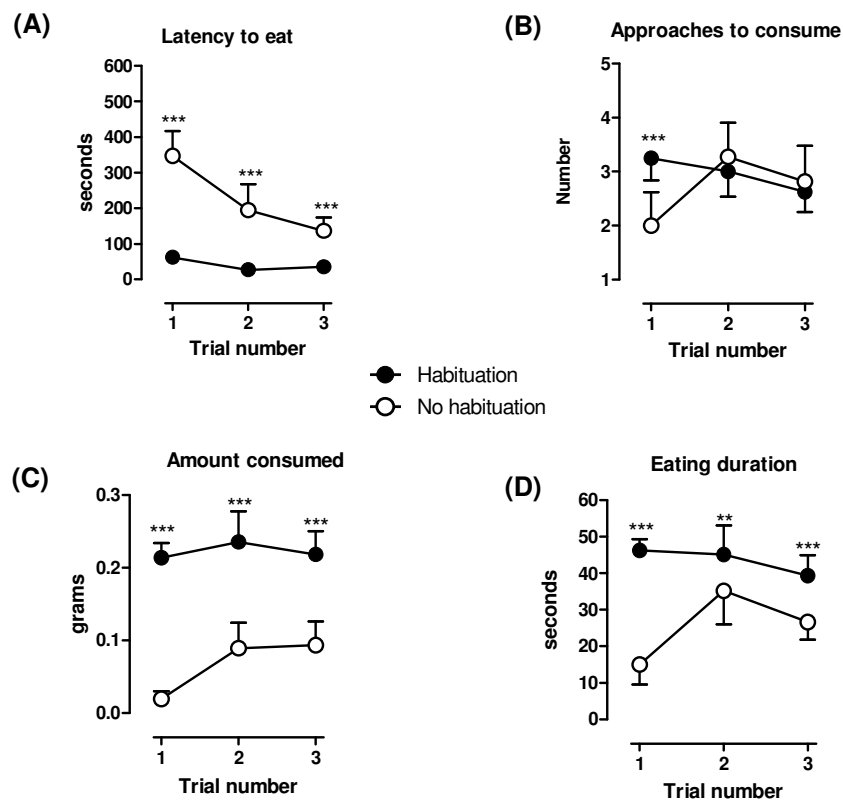 (A)
Latency to eat
600
500
400
300
200
100
0
seconds
***
***
***
1 2 3
Trial number
(B)
Approaches to consume
5
4
3
2
1
Number
***
1 2 3
Trial number
Habituation
No habituation
(C)
Amount consumed
0.3
0.2
0.1
0.0
grams
***
***
***
1 2 3
Trial number
(D)
Eating duration
60
50
40
30
20
10
0
seconds
***
**
***
1 2 3
Trial number